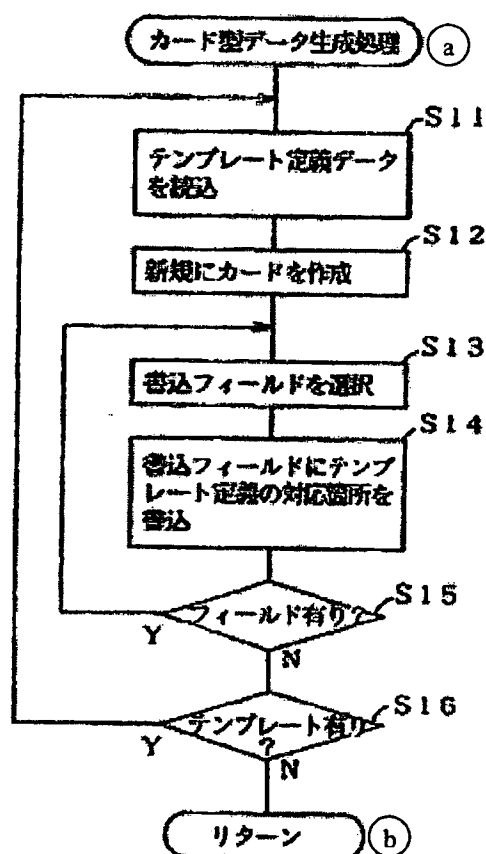 カード型データ生成処理 a
S11
テンプレート定義データ
を読込
S12
新規にカードを作成
S13
書込フィールドを選択
S14
書込フィールドにテンプ
レート定義の対応箇所を
書込
フィールド有り? S15
Y
N
テンプレート有り S16
?
Y
N
リターン b